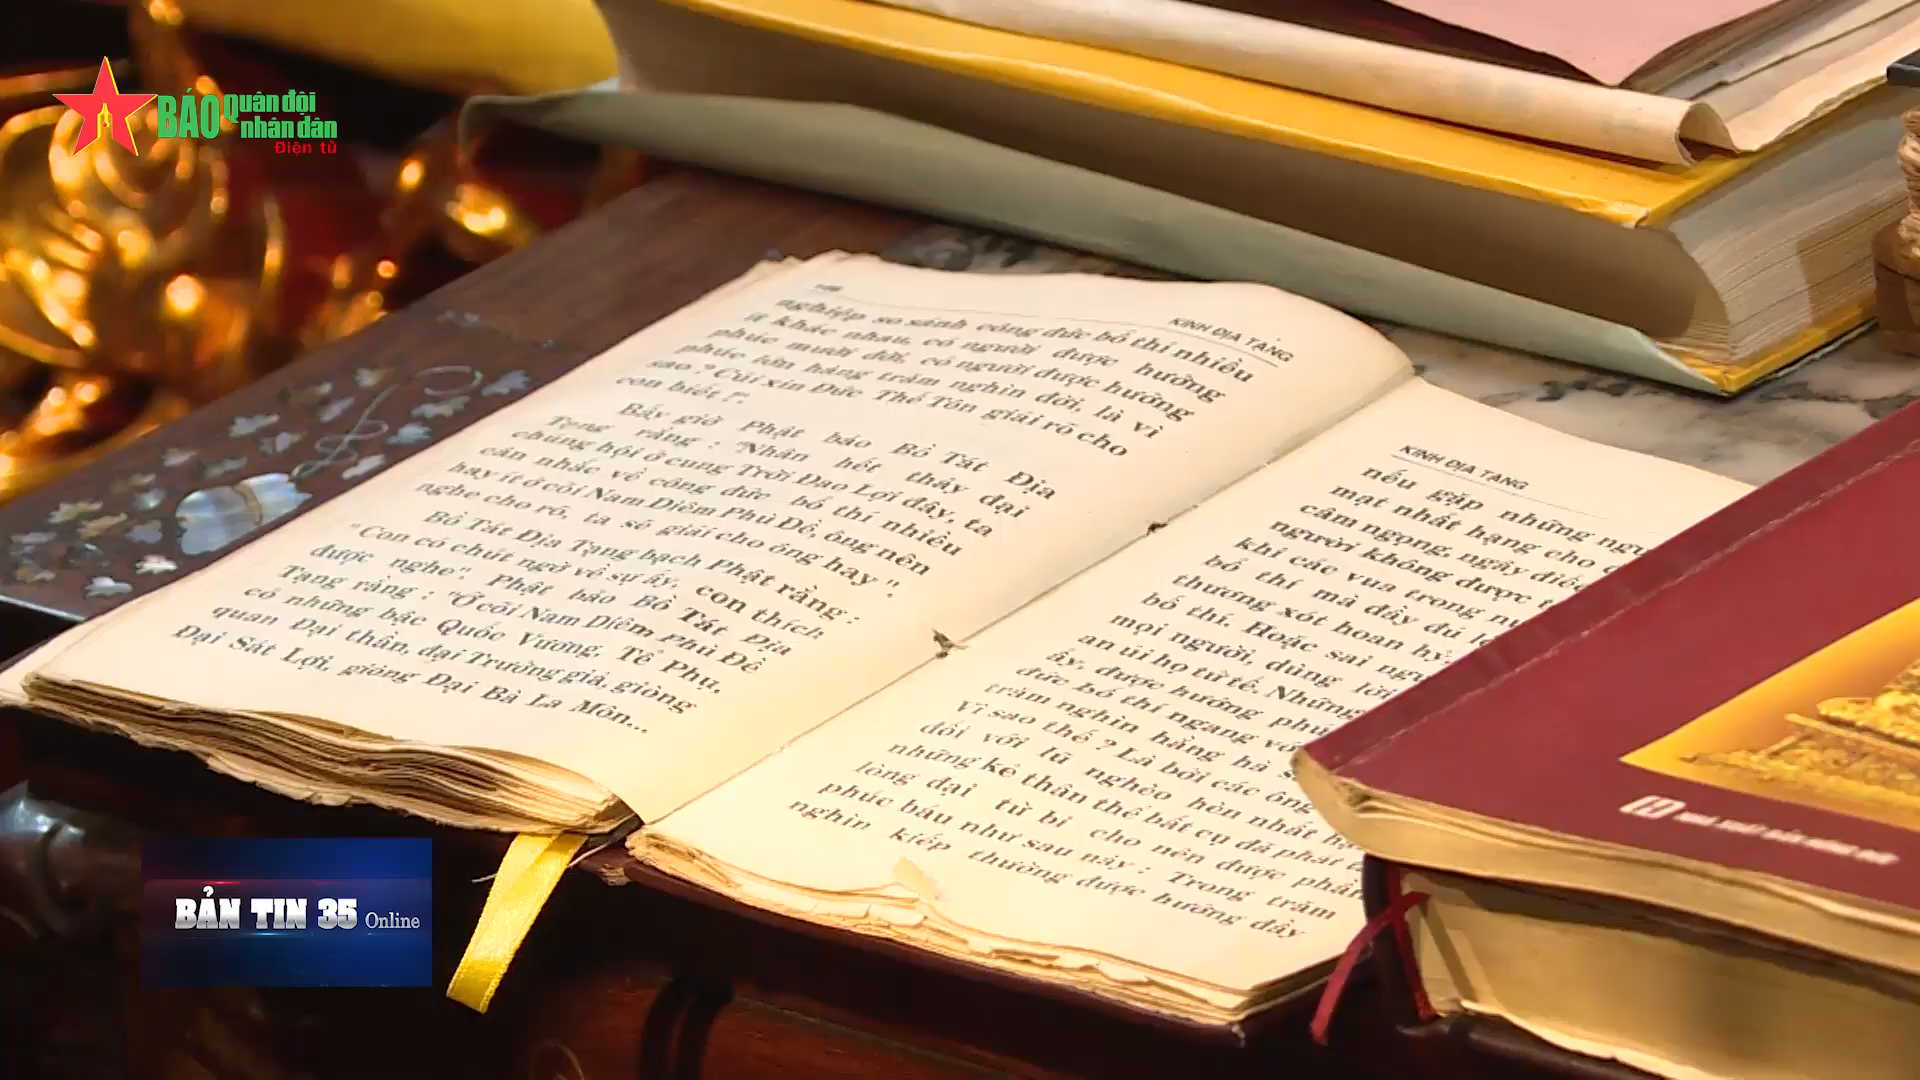 BÁO Quân đội
nhân dân
Điện tử
KINH ĐỊA TẠNG
nghiệp so sánh công đức bố thí nhiều
ít khác nhau, có người được hưởng
phúc mười đời, có người được hưởng
phúc lớn hàng trăm nghìn đời, là vì
sao ? Cúi xin Đức Thế Tôn giải rõ cho
con biết !".
Bấy giờ Phật bảo Bồ Tát Địa
Tạng rằng : "Nhân hết thảy đại
chúng hội ở cung Trời Đao Lợi đây, ta
cân nhắc về công đức bố thí nhiều
hay ít ở cõi Nam Diêm Phù Đề, ông nên
nghe cho rõ, ta sẽ giải cho ông hay ".
Bồ Tát Địa Tạng bạch Phật rằng :
"Con có chút ngờ về sự ấy, con thích
được nghe". Phật bảo Bồ Tát Địa
Tạng rằng : "Ở cõi Nam Diêm Phù Đề
có những bậc Quốc Vương, Tể Phụ,
quan Đại thần, đại Trưởng giả, giòng
Đại Sát Lợi, giòng Đại Bà La Môn...
KINH ĐỊA TẠNG
nếu gặp những
mạt nhất hạng cho
câm ngọng, ngây điếc
người không được
khi các vua trong
bố thí mà đầy đủ
thương xót hoan hỷ,
bố thí. Hoặc sai
mọi người, dùng lời
an ủi họ tử tế. Những
ấy, được hưởng
đức bố thí ngang
trăm nghìn hằng hà
Vì sao thế ? Là bởi các ông
đối với lũ nghèo hèn nhất
những kẻ thân thể bất cụ đã phát
lòng đại từ bi cho nên được phần
phúc báu như sau này : Trong trăm
nghìn kiếp thường được hưởng đầy
BẢN TIN 35 Online